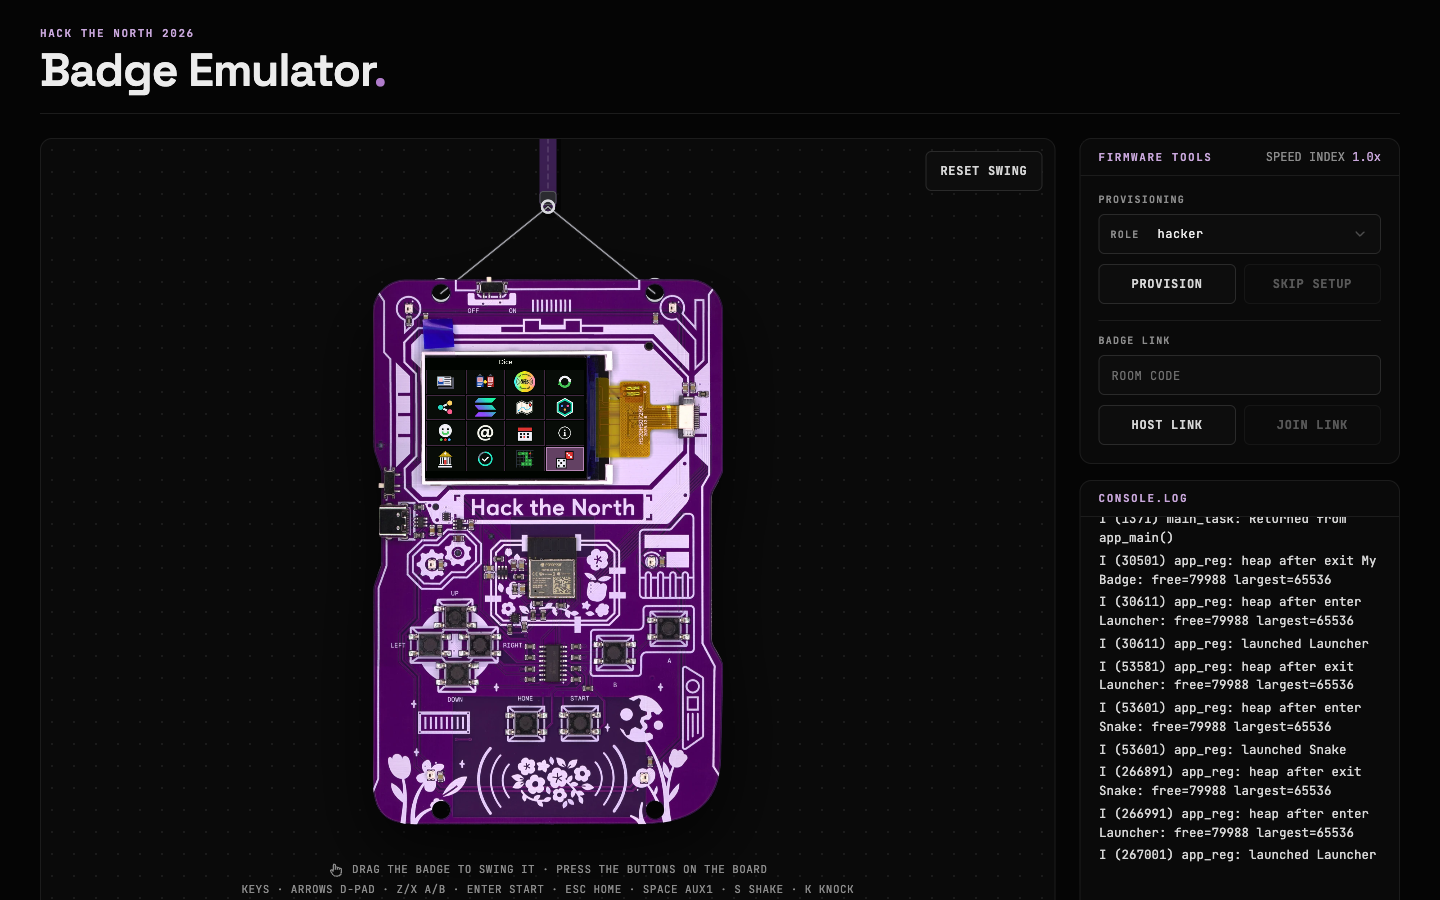 HACK THE NORTH 2026
Badge Emulator.
RESET SWING
OFF ON
Dice
Hack the North
UP
LEFT
RIGHT
DOWN
HOME
START
A
B
DRAG THE BADGE TO SWING IT · PRESS THE BUTTONS ON THE BOARD
KEYS · ARROWS D-PAD · Z/X A/B · ENTER START · ESC HOME · SPACE AUX1 · S SHAKE · K KNOCK
FIRMWARE TOOLS
SPEED INDEX 1.0x
PROVISIONING
ROLE hacker
PROVISION
SKIP SETUP
BADGE LINK
ROOM CODE
HOST LINK
JOIN LINK
CONSOLE.LOG
I (1371) main_task: Returned from
app_main()
I (30501) app_reg: heap after exit My
Badge: free=79988 largest=65536
I (30611) app_reg: heap after enter
Launcher: free=79988 largest=65536
I (30611) app_reg: launched Launcher
I (53581) app_reg: heap after exit
Launcher: free=79988 largest=65536
I (53601) app_reg: heap after enter
Snake: free=79988 largest=65536
I (53601) app_reg: launched Snake
I (266891) app_reg: heap after exit
Snake: free=79988 largest=65536
I (266991) app_reg: heap after enter
Launcher: free=79988 largest=65536
I (267001) app_reg: launched Launcher